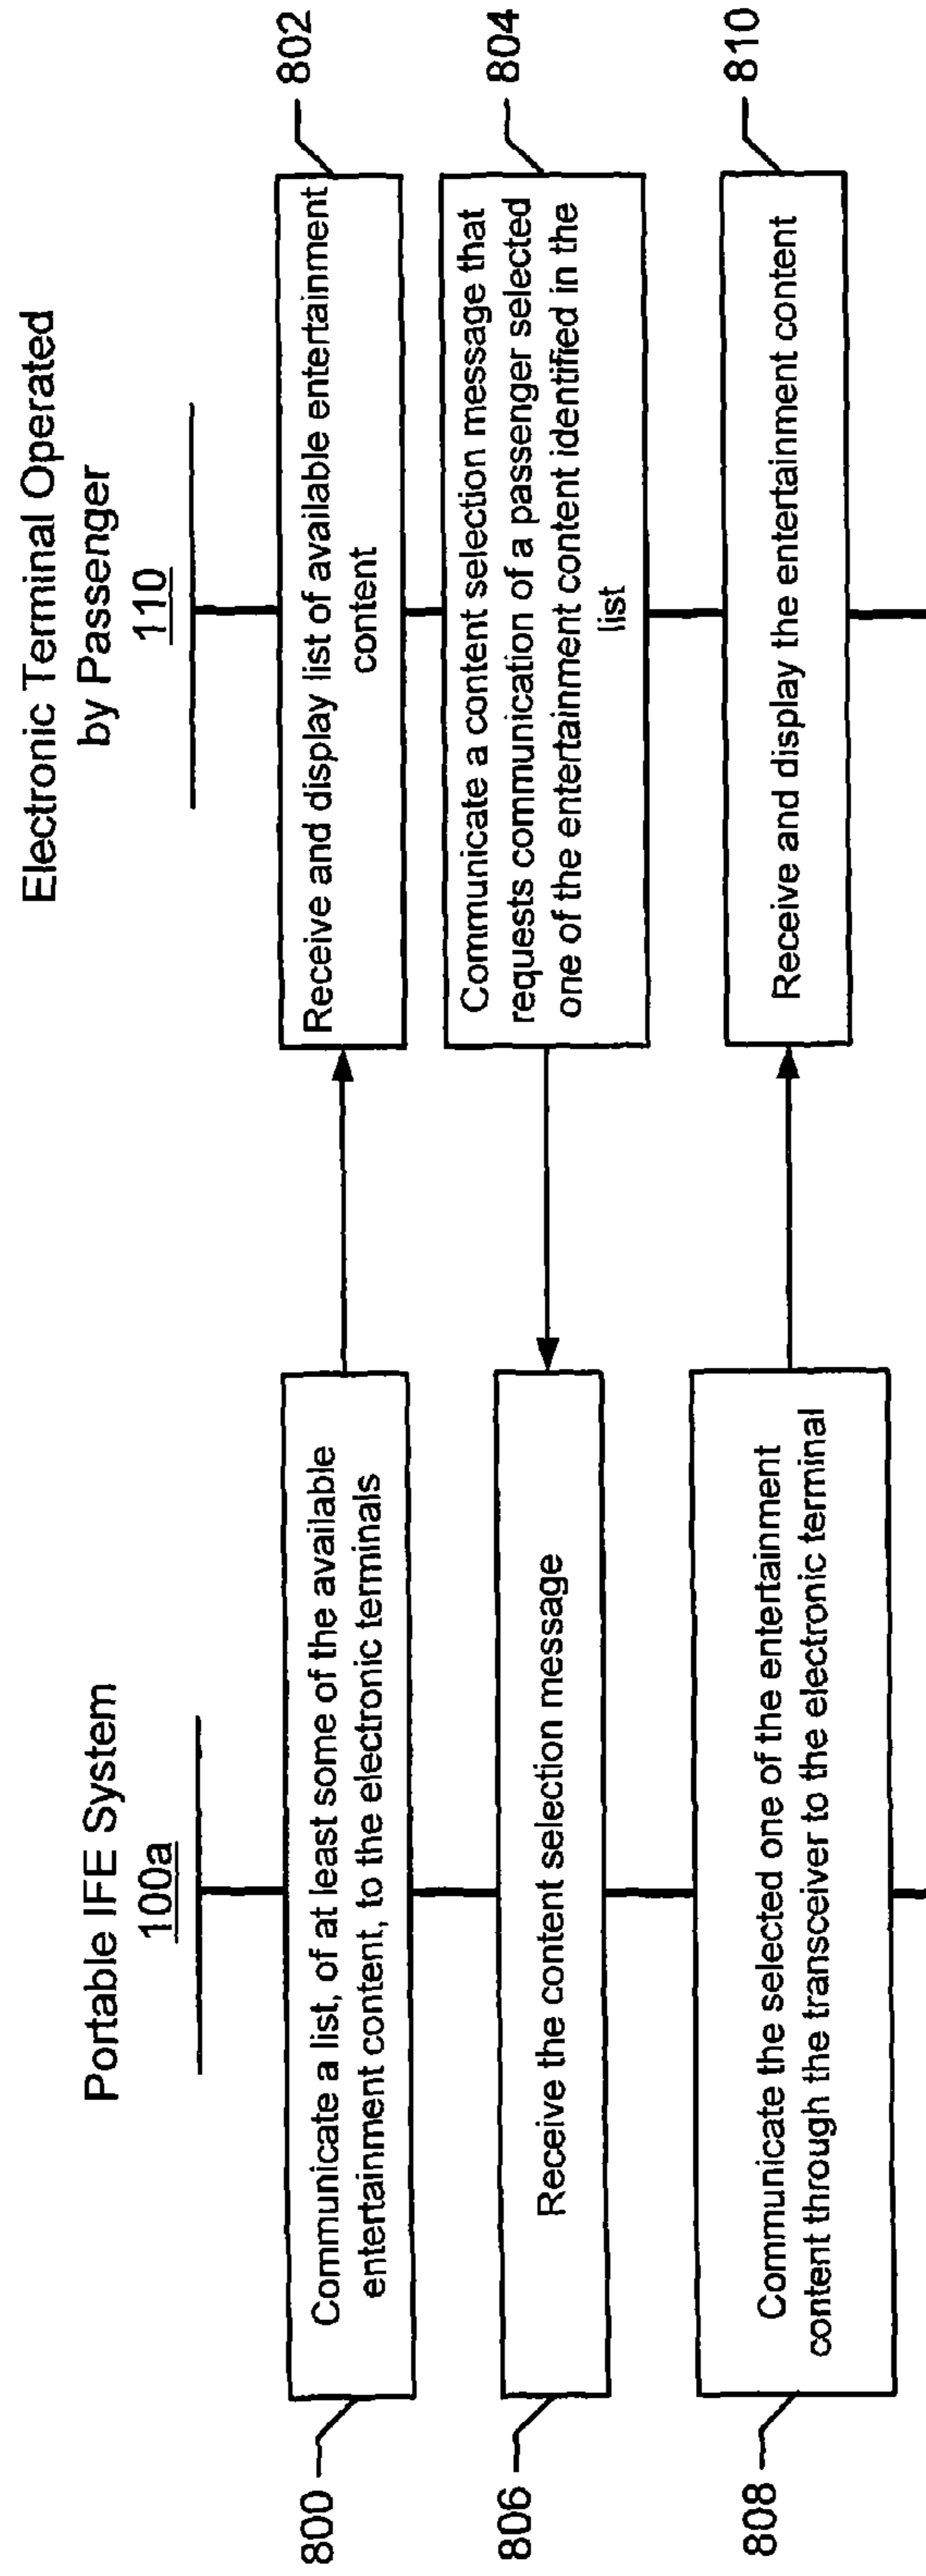 Portable IFE System
100a
Electronic Terminal Operated
by Passenger
110
800
Communicate a list, of at least some of the available
entertainment content, to the electronic terminals
Receive and display list of available entertainment
content
802
806
Receive the content selection message
Communicate a content selection message that
requests communication of a passenger selected
one of the entertainment content identified in the
list
804
808
Communicate the selected one of the entertainment
content through the transceiver to the electronic terminal
Receive and display the entertainment content
810